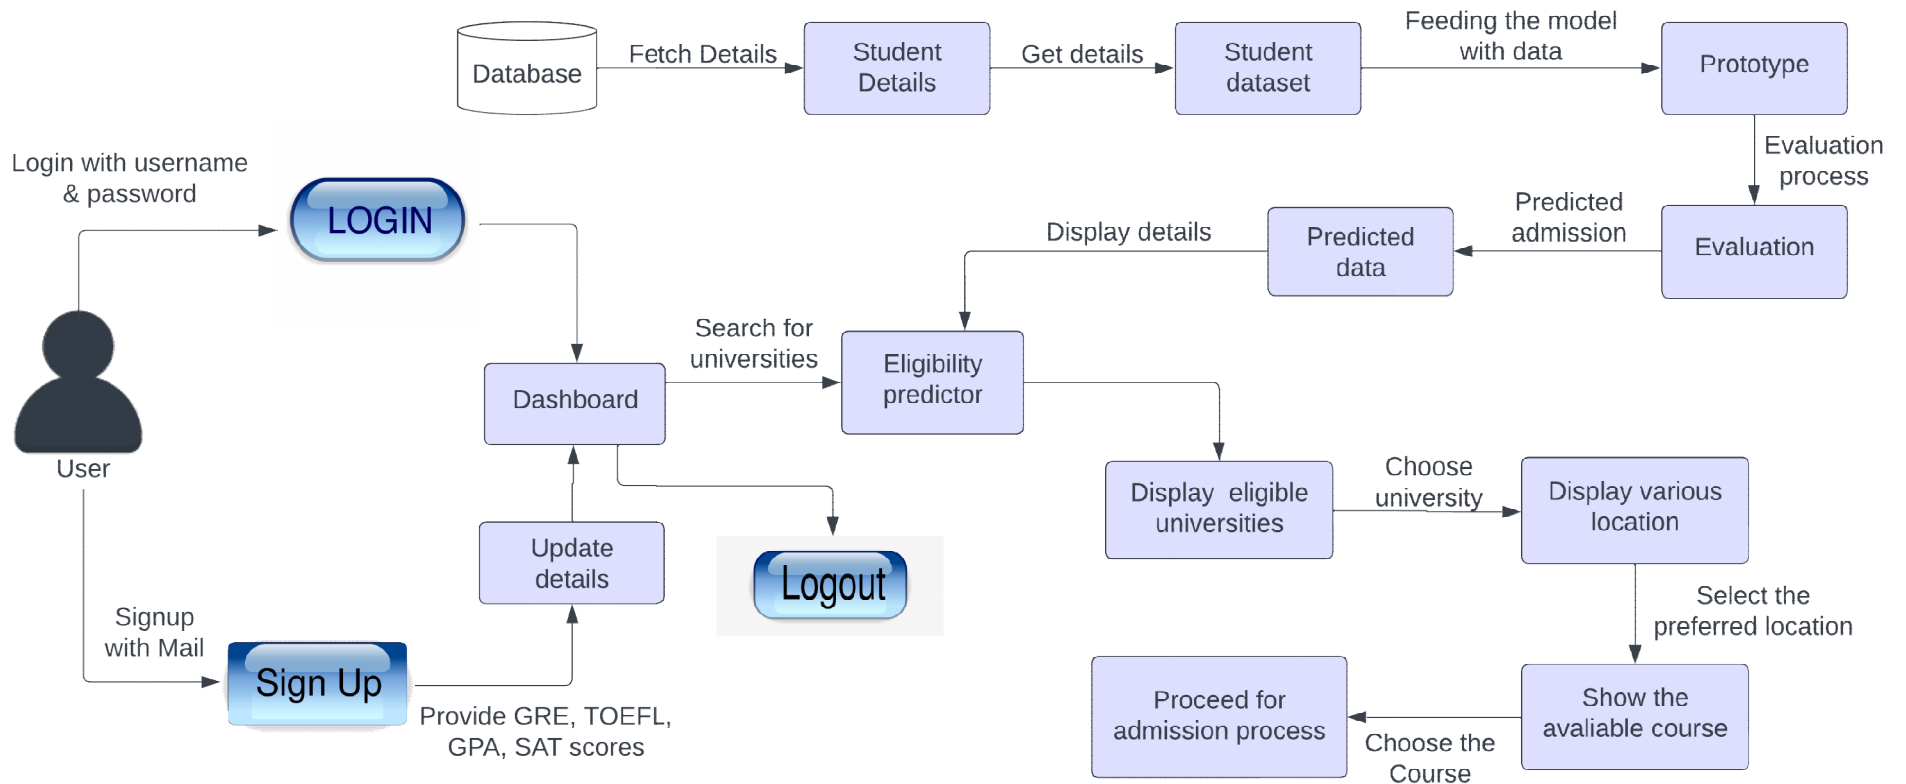 Database
Fetch Details
Student
Details
Get details
Student
dataset
Feeding the model
with data
Prototype
Evaluation
process
Login with username
& password
LOGIN
Display details
Predicted
data
Predicted
admission
Evaluation
User
Dashboard
Search for
universities
Eligibility
predictor
Display eligible
universities
Choose
university
Display various
location
Update
details
Logout
Signup
with Mail
Sign Up
Provide GRE, TOEFL,
GPA, SAT scores
Select the
preferred location
Proceed for
admission process
Choose the
Course
Show the
avaliable course